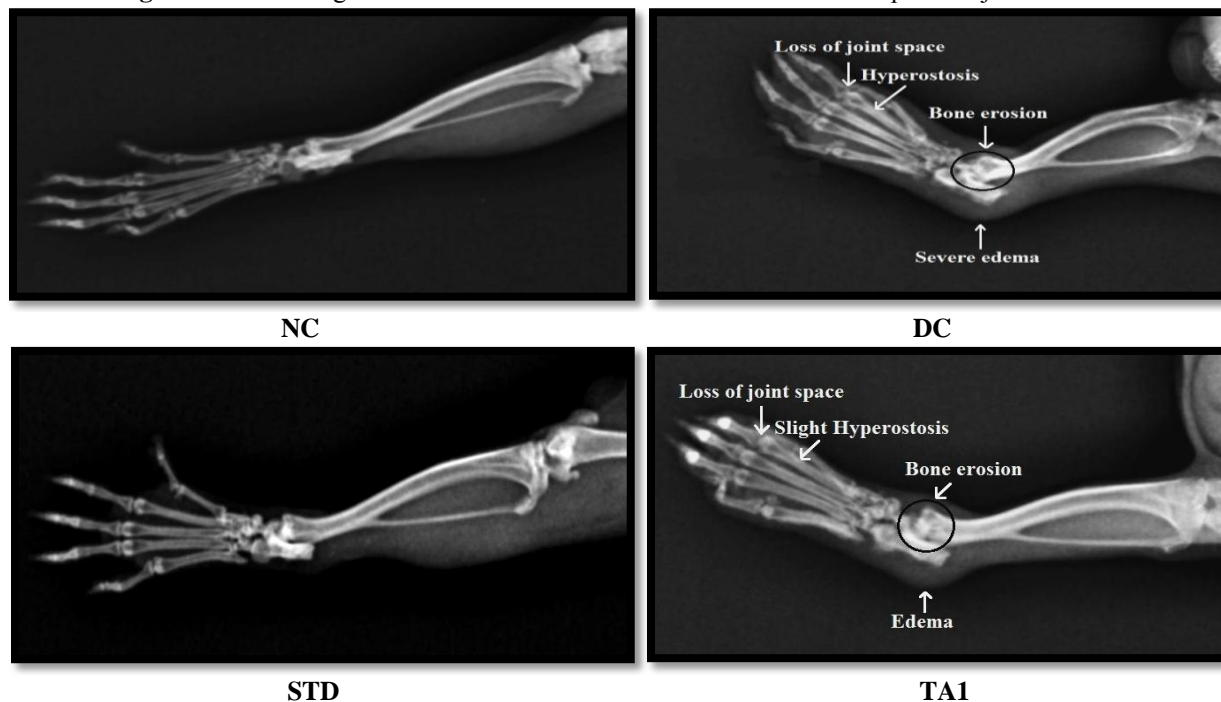 NC
Loss of joint space
Hyperostosis
Bone erosion
Severe edema
DC
STD
Loss of joint space
Slight Hyperostosis
Bone erosion
Edema
TA1